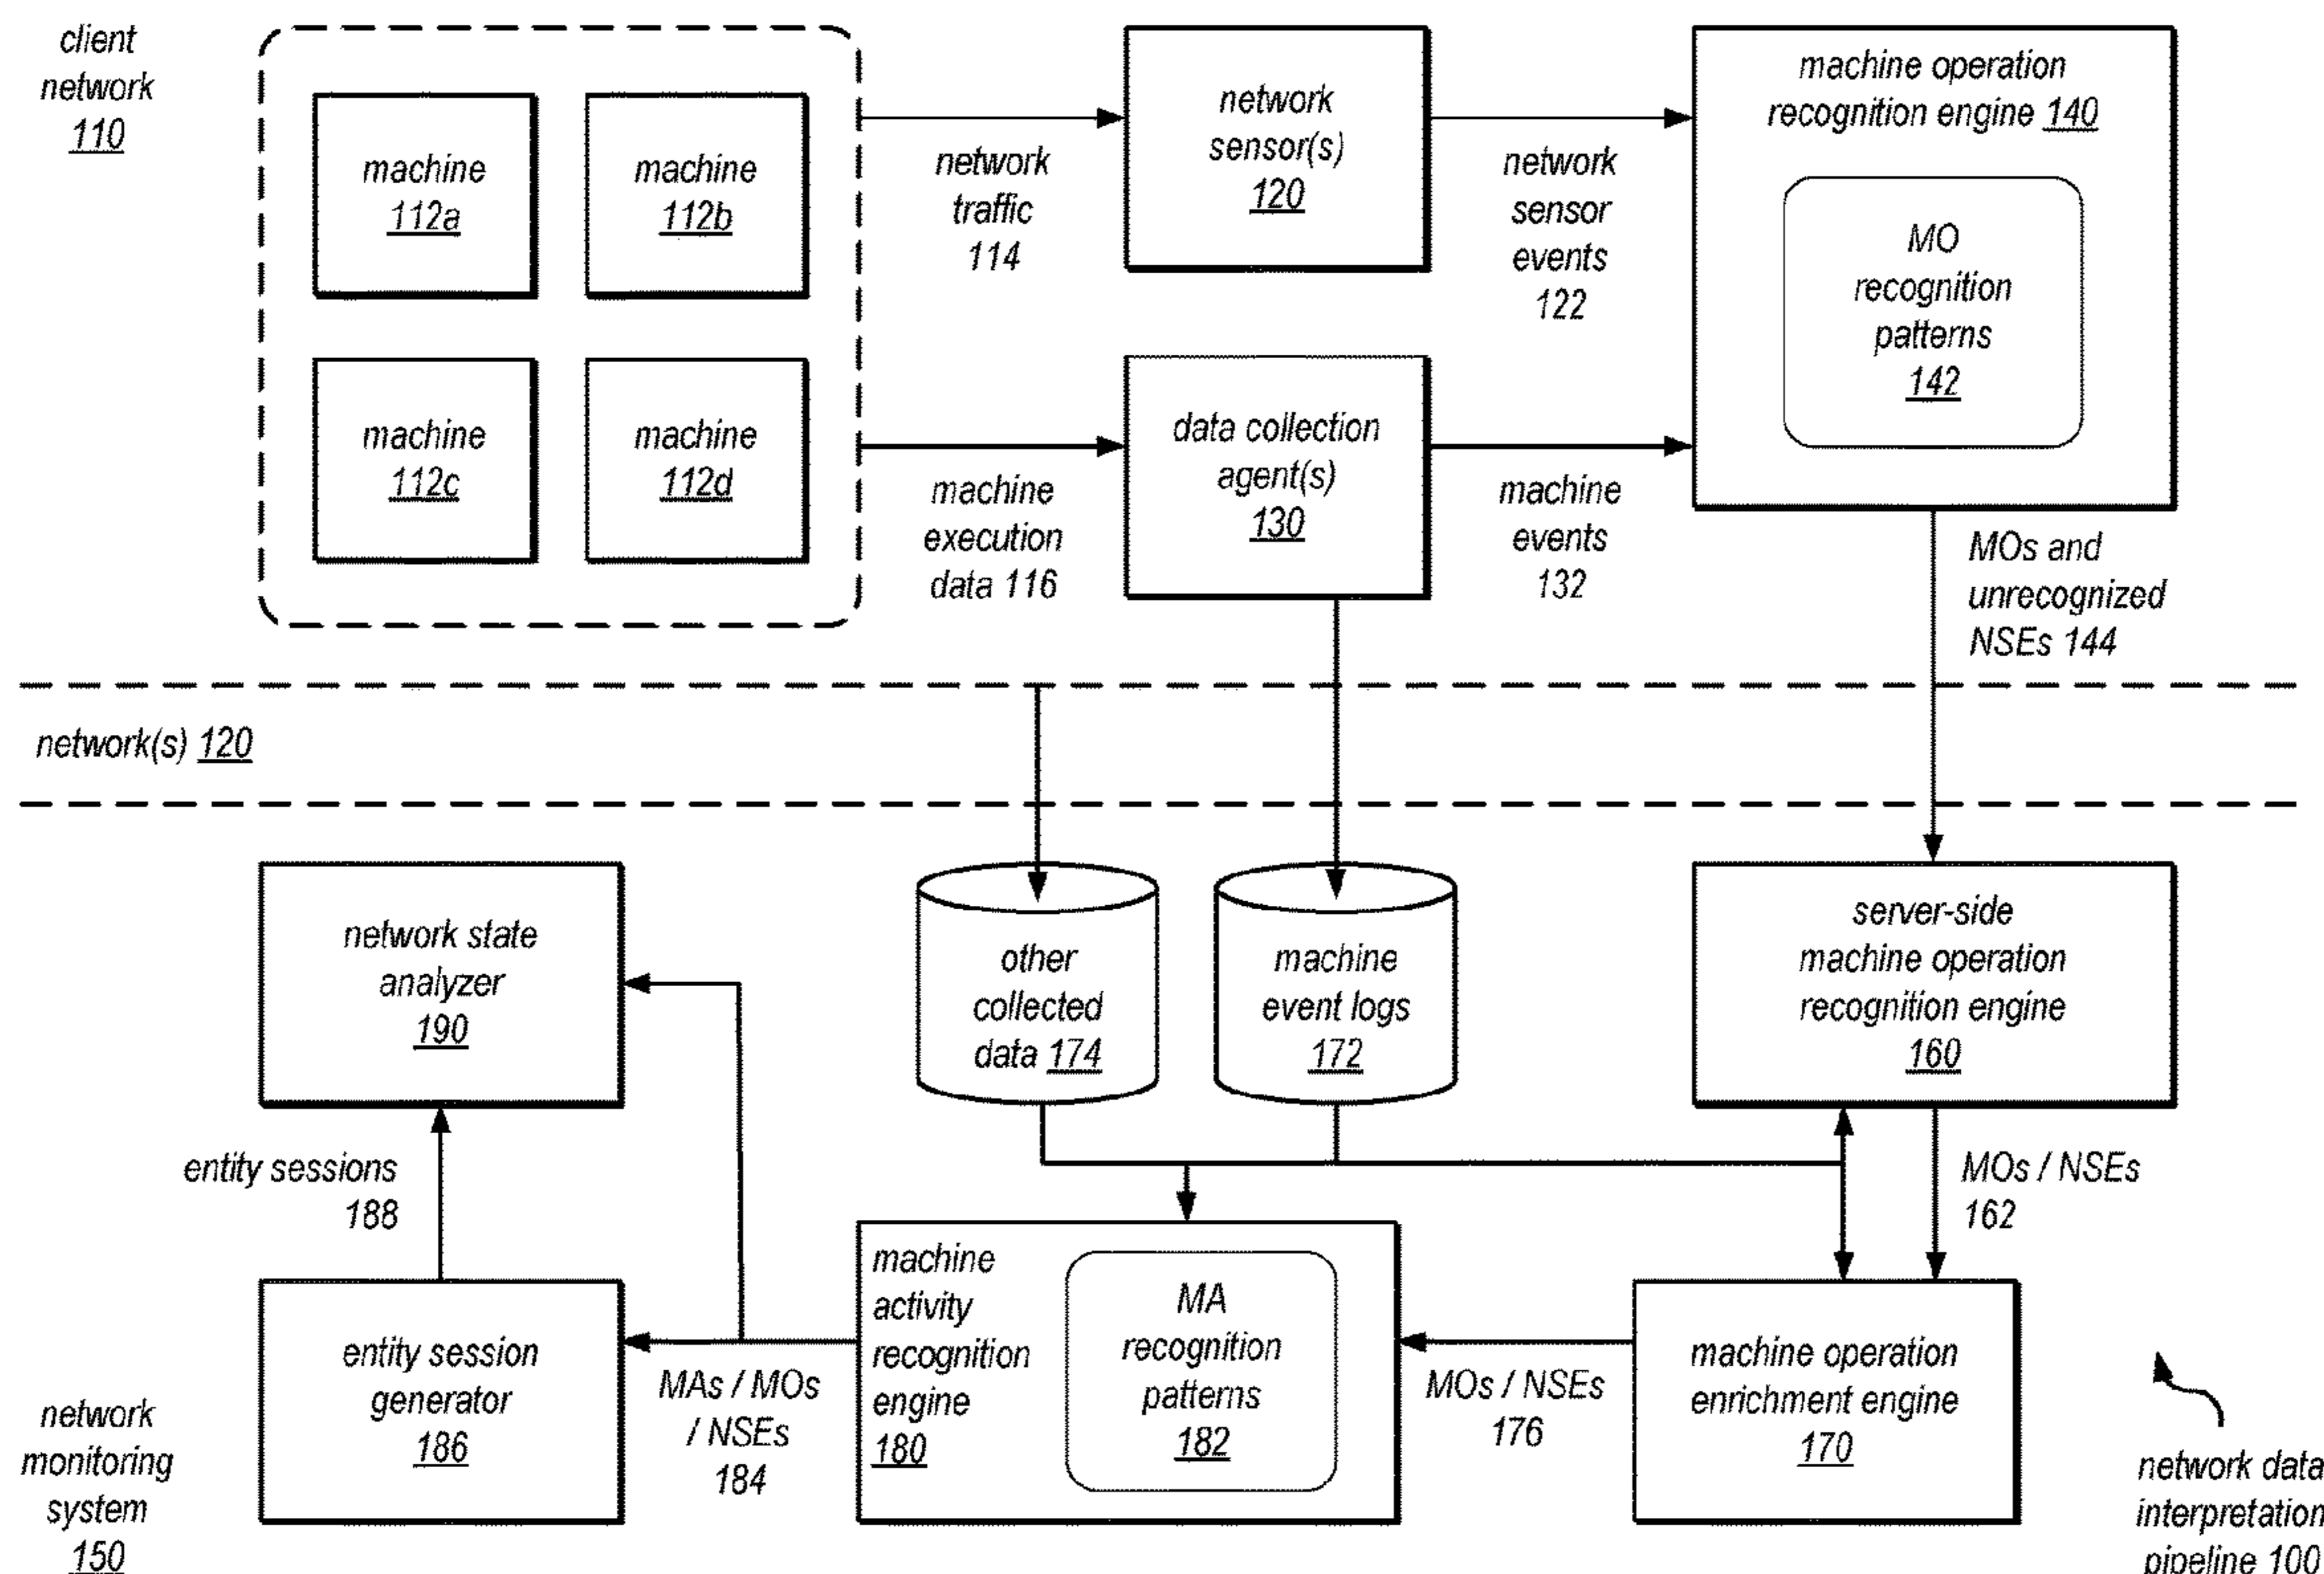 client
network
110
machine
112a
machine
112b
machine
112c
machine
112d
network
traffic
114
machine
execution
data 116
network
sensor(s)
120
data collection
agent(s)
130
network
sensor
events
122
machine
events
132
machine operation
recognition engine 140
MO
recognition
patterns
142
MOs and
unrecognized
NSEs 144
network(s) 120
network state
analyzer
190
other
collected
data 174
machine
event logs
172
server-side
machine operation
recognition engine
160
entity sessions
188
MOs / NSEs
162
entity session
generator
186
MAs / MOs
/ NSEs
184
machine
activity
recognition
engine
180
MA
recognition
patterns
182
MOs / NSEs
176
machine operation
enrichment engine
170
network
monitoring
system
150
network data
interpretation
pipeline 100